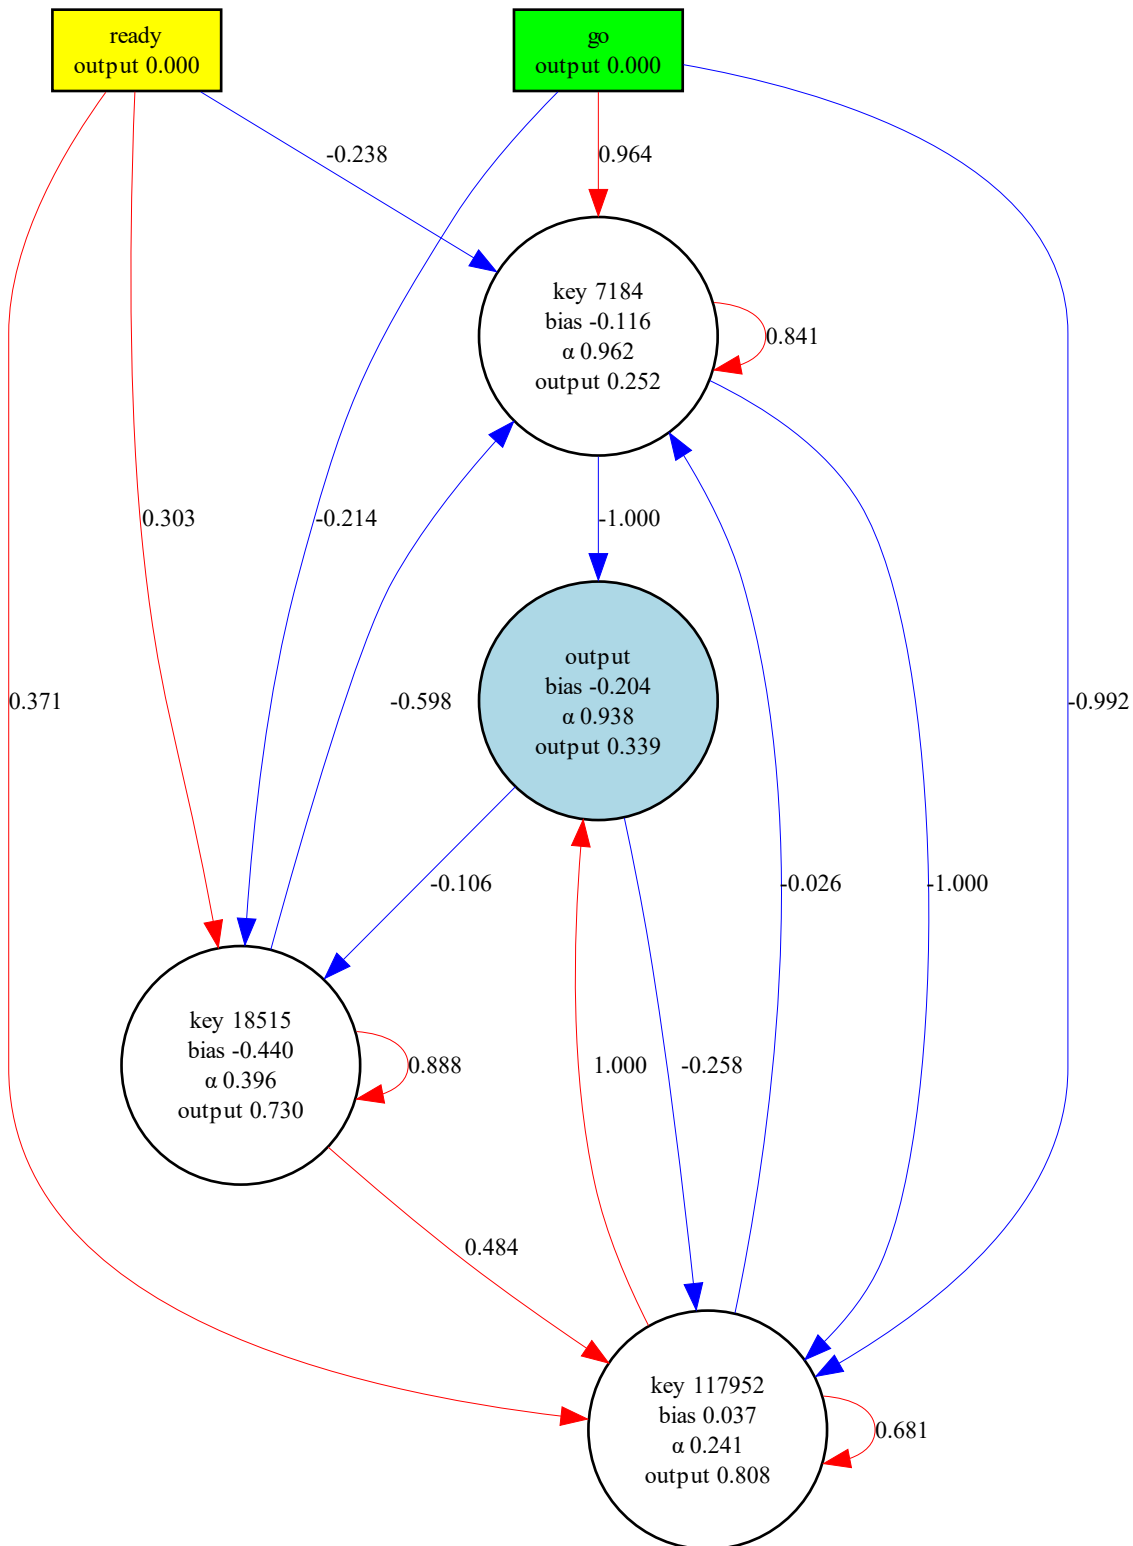 ready
output 0.000
go
output 0.000
-0.238
0.964
key 7184
bias -0.116
α 0.962
output 0.252
0.841
0.303
-0.214
-1.000
output
bias -0.204
α 0.938
output 0.339
0.371
-0.598
-0.992
-0.106
-0.026
-1.000
key 18515
bias -0.440
α 0.396
output 0.730
0.888
1.000
-0.258
0.484
key 117952
bias 0.037
α 0.241
output 0.808
0.681